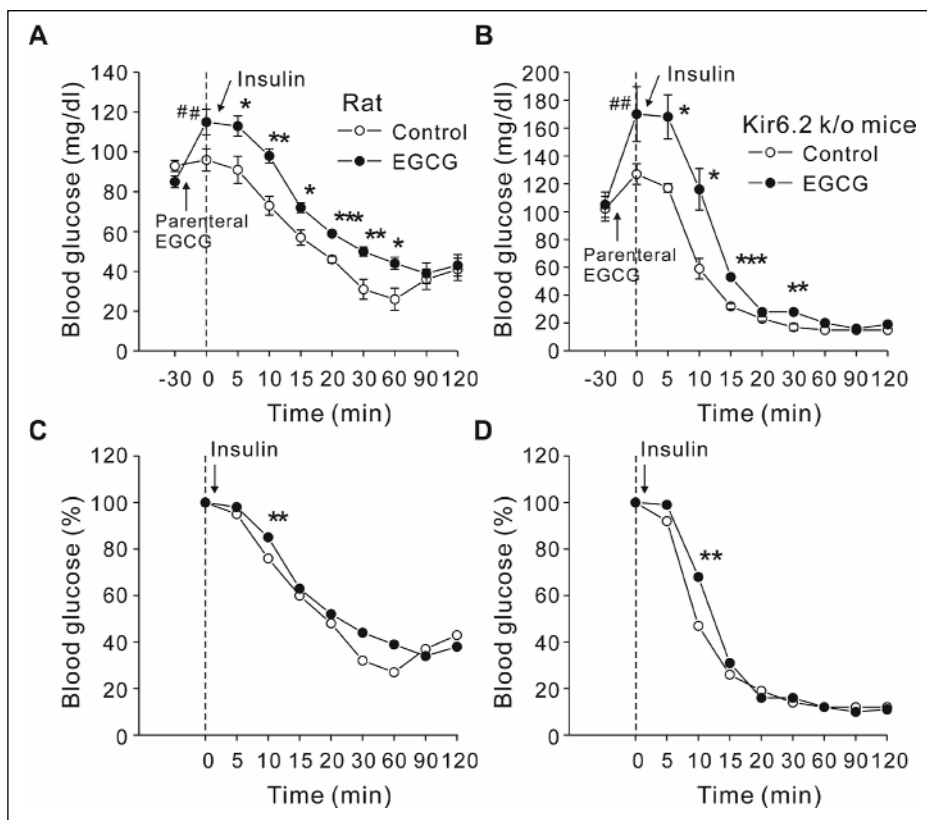 A
Blood glucose (mg/dl)
140
120
100
80
60
40
20
0
##
Insulin
*
**
*
***
**
*
Rat
Control
EGCG
Parenteral
EGCG
-30 0 5 10 15 20 30 60 90 120
Time (min)
B
Blood glucose (mg/dl)
200
180
160
140
120
100
80
60
40
20
0
##
Insulin
*
*
***
**
Kir6.2 k/o mice
Control
EGCG
Parenteral
EGCG
-30 0 5 10 15 20 30 60 90 120
Time (min)
C
Blood glucose (%)
120
100
80
60
40
20
0
Insulin
**
0 5 10 15 20 30 60 90 120
Time (min)
D
Blood glucose (%)
120
100
80
60
40
20
0
Insulin
**
0 5 10 15 20 30 60 90 120
Time (min)